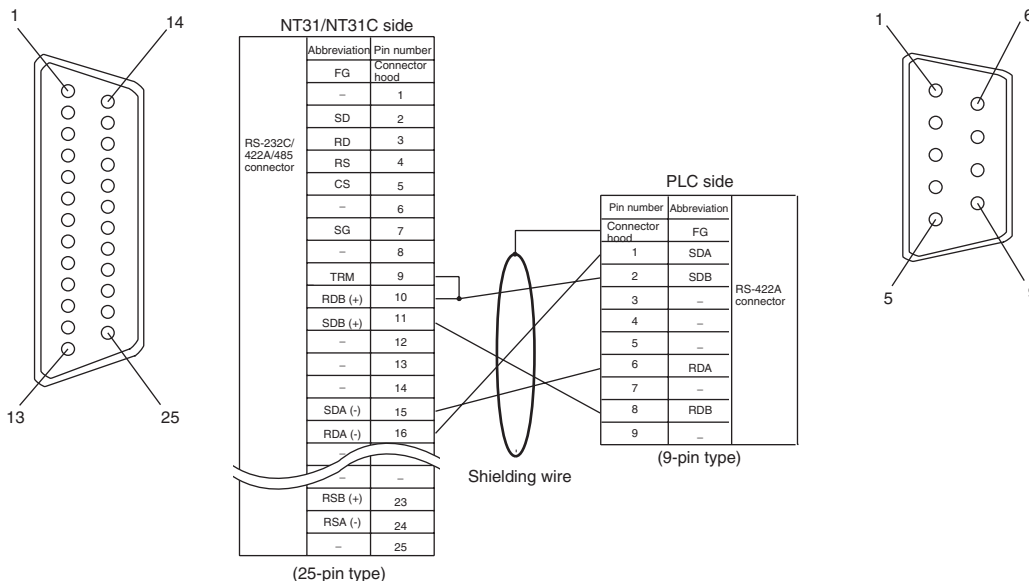 1
14
13
25
NT31/NT31C side
Abbreviation Pin number
FG Connector hood
– 1
SD 2
RS-232C/
422A/485
connector
RD 3
RS 4
CS 5
– 6
SG 7
– 8
TRM 9
RDB (+) 10
SDB (+) 11
– 12
– 13
– 14
SDA (-) 15
RDA (-) 16
–
– –
RSB (+) 23
RSA (-) 24
– 25
(25-pin type)
Shielding wire
PLC side
Pin number Abbreviation
Connector hood FG
1 SDA
2 SDB
RS-422A
connector
3 –
4 –
5 –
6 RDA
7 –
8 RDB
9 –
(9-pin type)
1
6
5